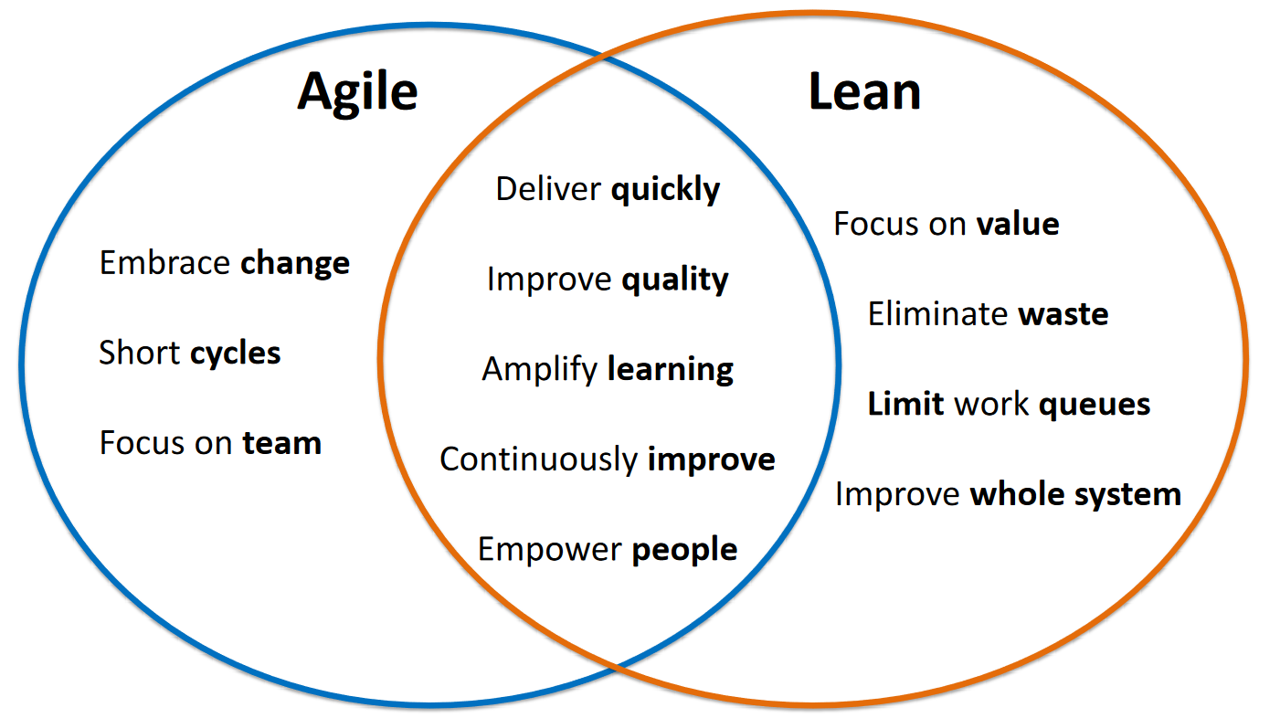 Agile
Embrace change
Short cycles
Focus on team
Deliver quickly
Improve quality
Amplify learning
Continuously improve
Empower people
Lean
Focus on value
Eliminate waste
Limit work queues
Improve whole system